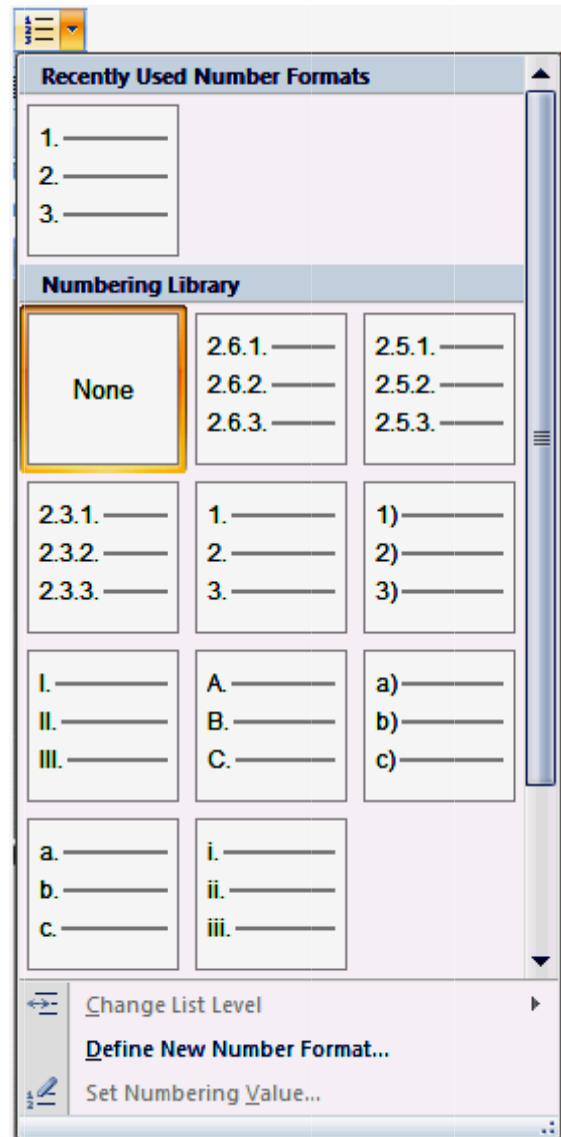 Recently Used Number Formats
1.
2.
3.
Numbering Library
None
2.6.1.
2.6.2.
2.6.3.
2.5.1.
2.5.2.
2.5.3.
2.3.1.
2.3.2.
2.3.3.
1.
2.
3.
1)
2)
3)
I.
II.
III.
A.
B.
C.
a)
b)
c)
a.
b.
c.
i.
ii.
iii.
Change List Level
Define New Number Format...
Set Numbering Value...